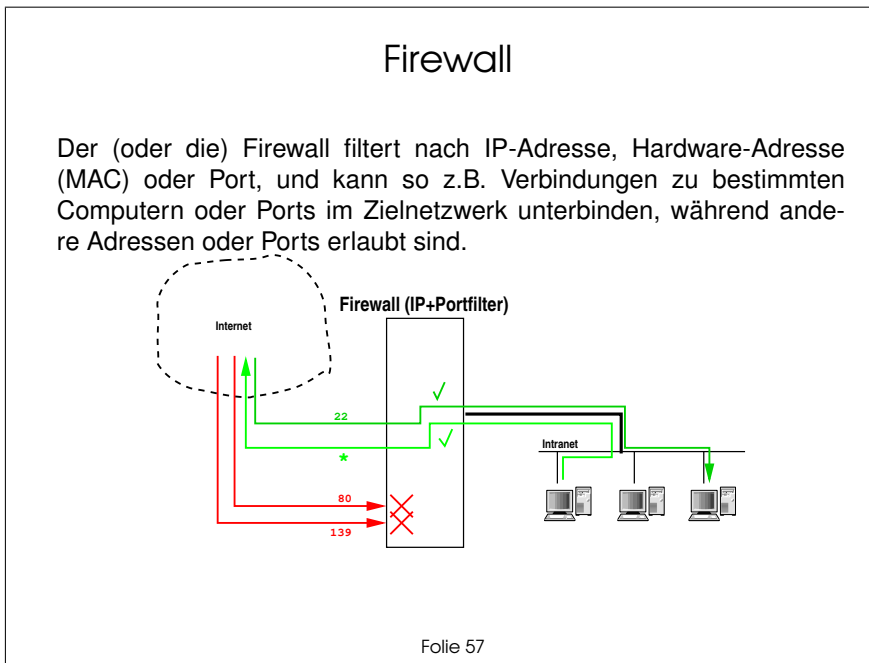 Firewall
Der (oder die) Firewall filtert nach IP-Adresse, Hardware-Adresse
(MAC) oder Port, und kann so z.B. Verbindungen zu bestimmten
Computern oder Ports im Zielnetzwerk unterbinden, während ande-
re Adressen oder Ports erlaubt sind.
Firewall (IP+Portfilter)
Internet
22
*
Intranet
80
139
Folie 57